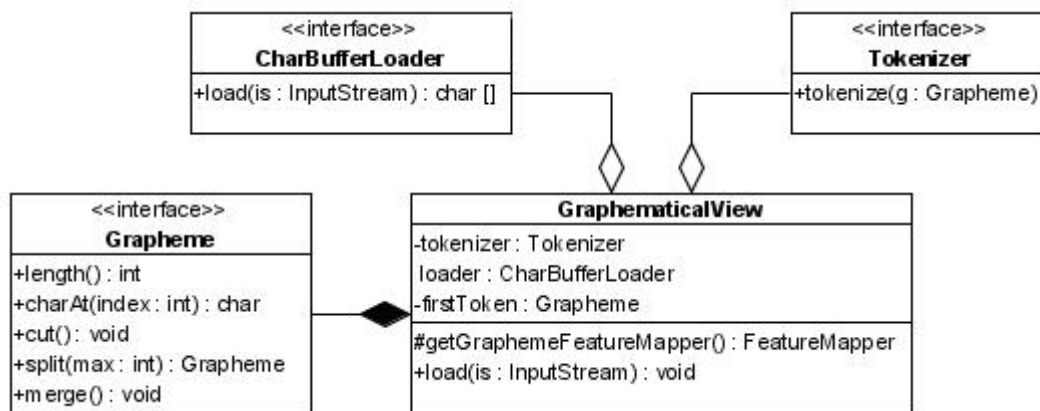 <<interface>>
CharBufferLoader
+load(is : InputStream) : char []
<<interface>>
Tokenizer
+tokenize(g : Grapheme)
<<interface>>
Grapheme
+length() : int
+charAt(index : int) : char
+cut() : void
+split(max : int) : Grapheme
+merge() : void
GraphematicalView
-tokenizer : Tokenizer
loader : CharBufferLoader
-firstToken : Grapheme
#getGraphemeFeatureMapper() : FeatureMapper
+load(is : InputStream) : void